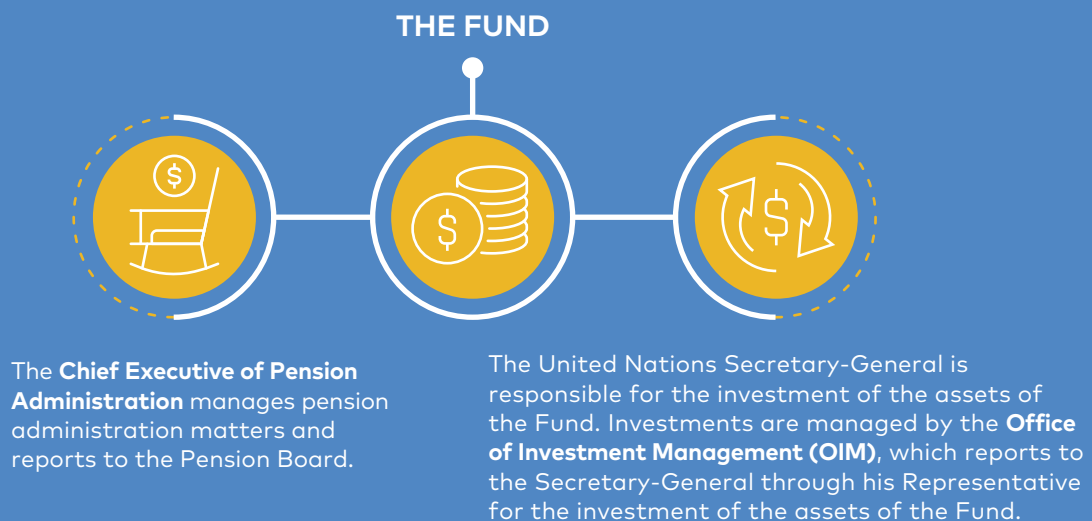 THE FUND
$
$
$
The Chief Executive of Pension
Administration manages pension
administration matters and
reports to the Pension Board.
The United Nations Secretary-General is
responsible for the investment of the assets of
the Fund. Investments are managed by the Office
of Investment Management (OIM), which reports to
the Secretary-General through his Representative
for the investment of the assets of the Fund.